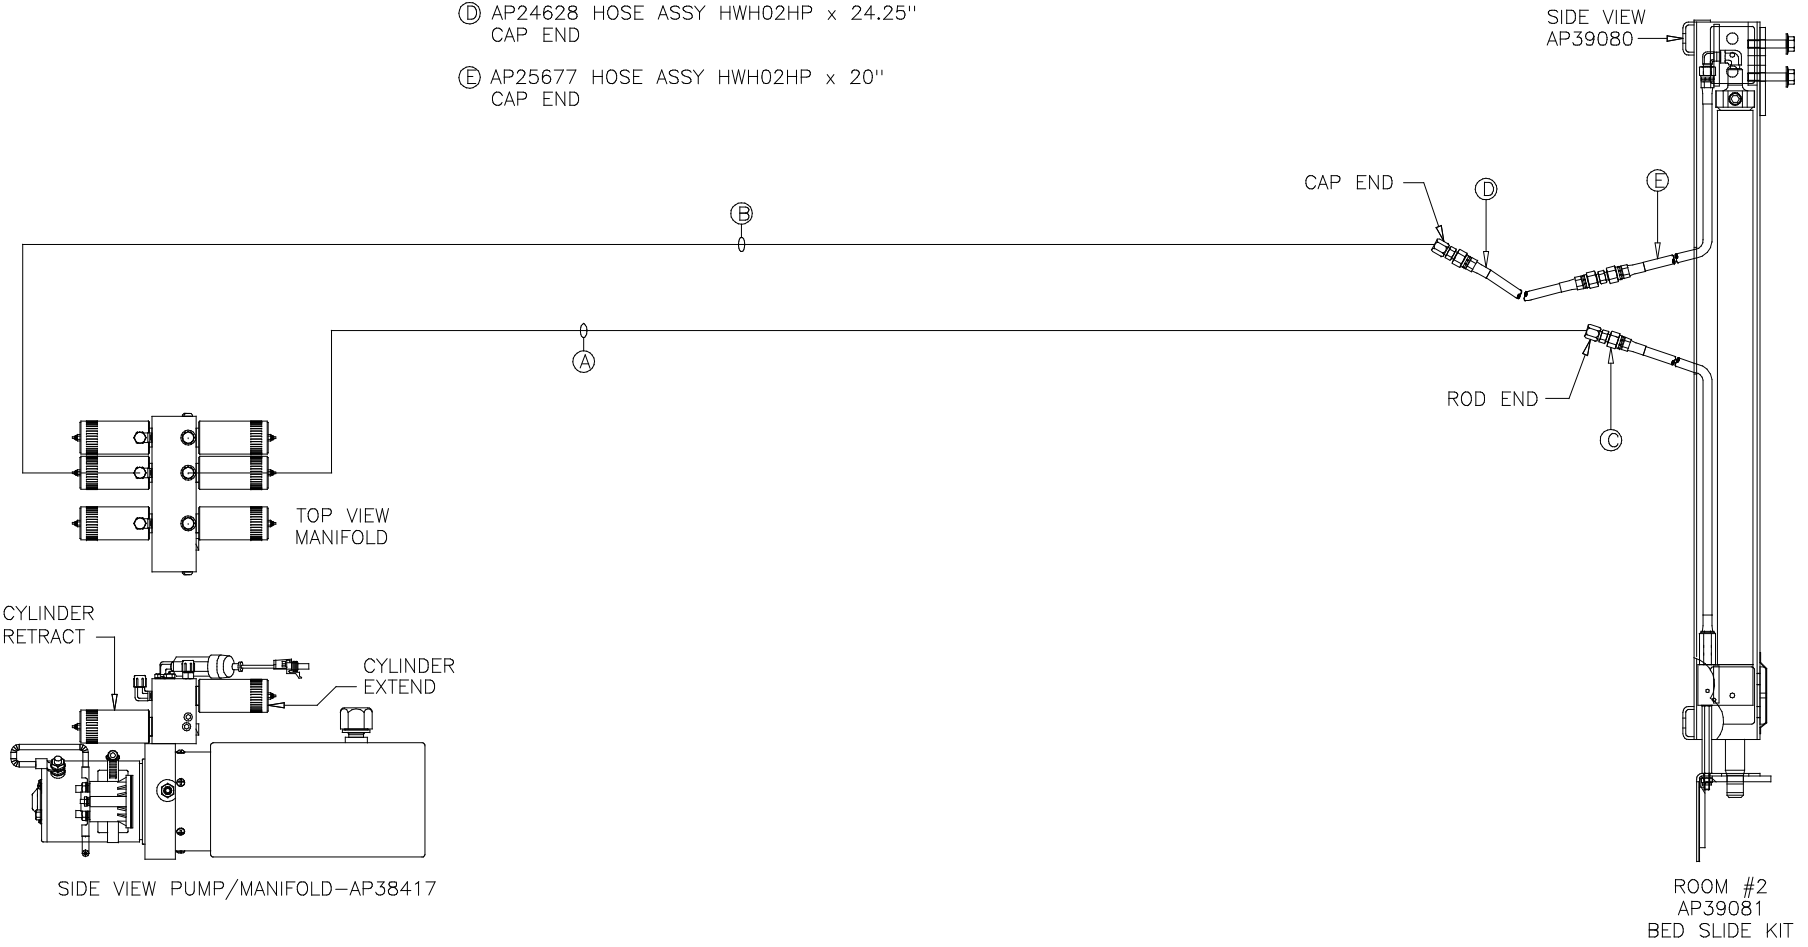 Ⓓ AP24628 HOSE ASSY HWH02HP x 24.25"
CAP END
Ⓔ AP25677 HOSE ASSY HWH02HP x 20"
CAP END
SIDE VIEW
AP39080
CAP END
D
E
B
A
ROD END
C
TOP VIEW
MANIFOLD
CYLINDER
RETRACT
CYLINDER
EXTEND
SIDE VIEW PUMP/MANIFOLD-AP38417
ROOM #2
AP39081
BED SLIDE KIT